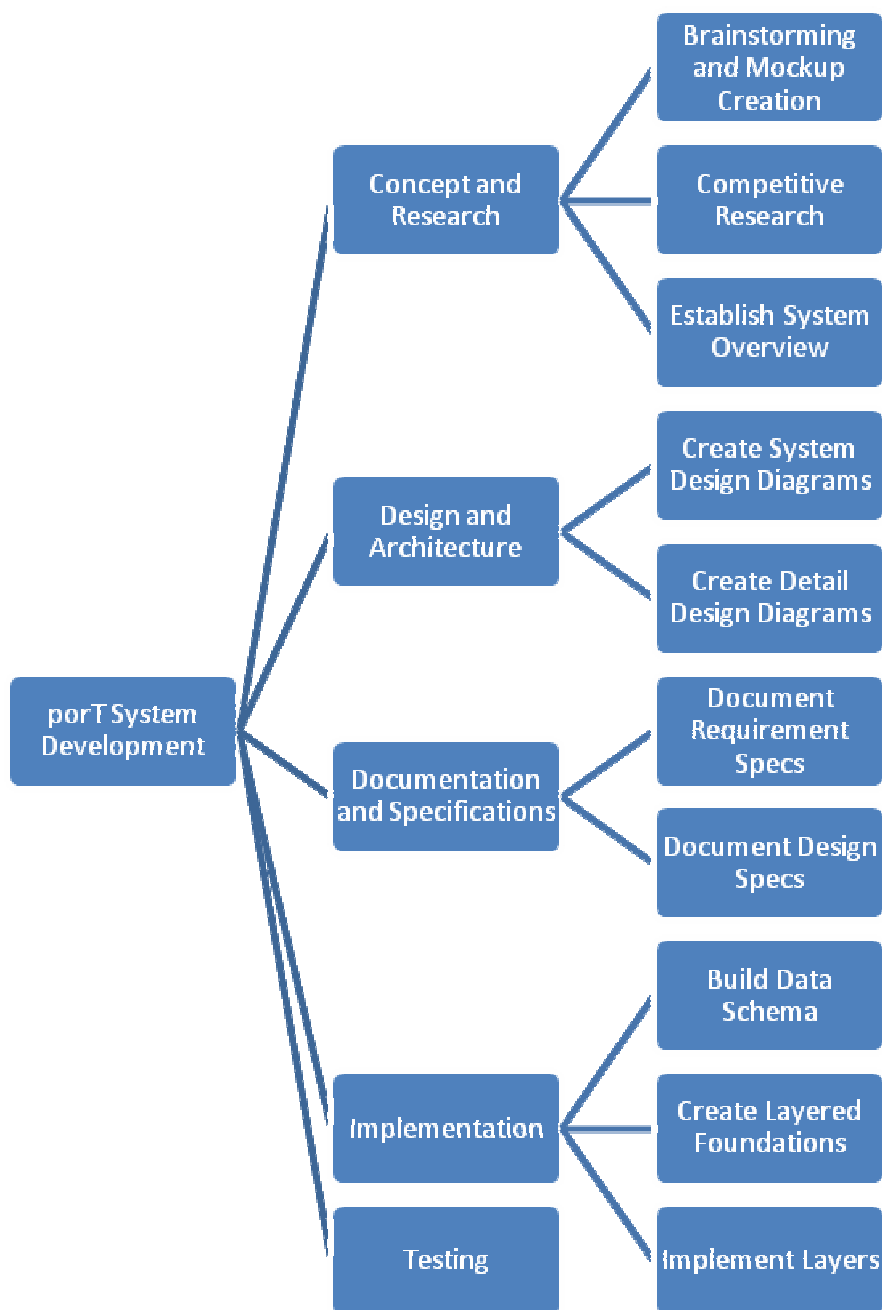 Brainstorming
and Mockup
Creation
Concept and
Research
Competitive
Research
Establish System
Overview
Create System
Design Diagrams
Design and
Architecture
Create Detail
Design Diagrams
porT System
Development
Document
Requirement
Specs
Documentation
and Specifications
Document Design
Specs
Build Data
Schema
Implementation
Create Layered
Foundations
Testing
Implement Layers